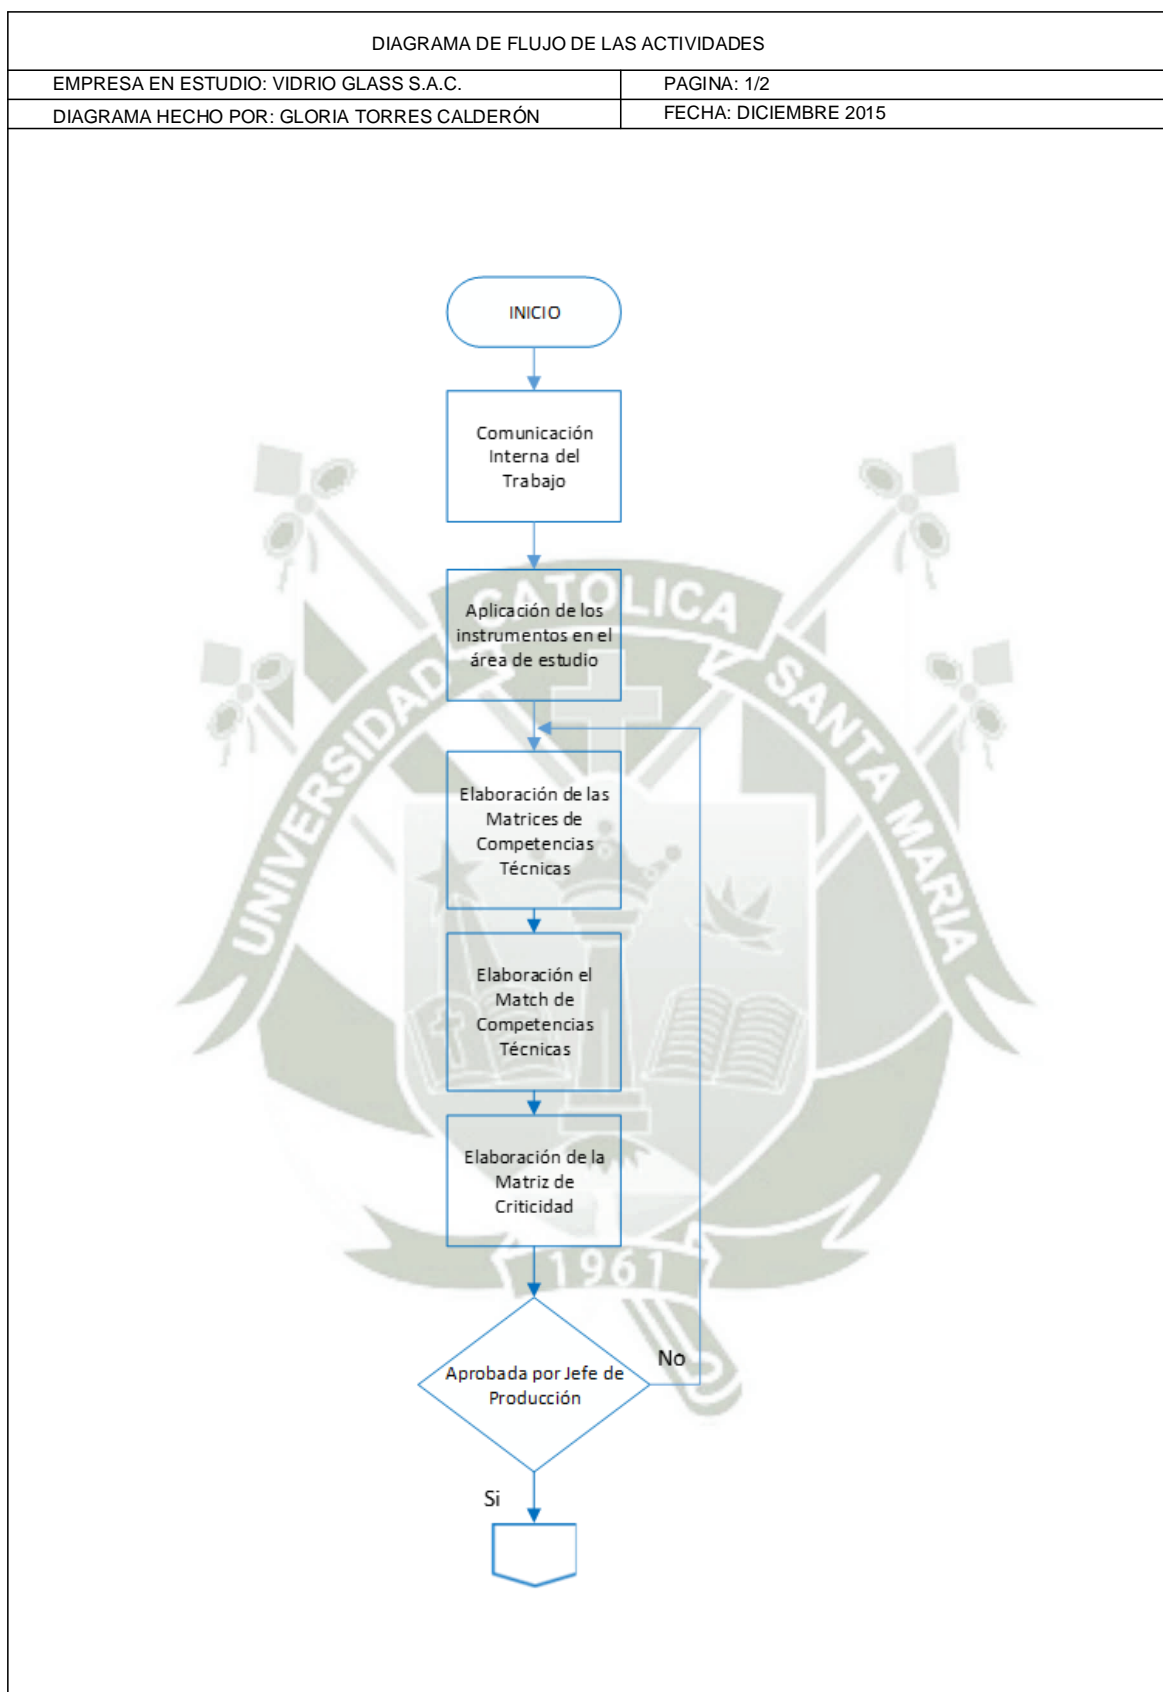 DIAGRAMA DE FLUJO DE LAS ACTIVIDADES
EMPRESA EN ESTUDIO: VIDRIO GLASS S.A.C.
PAGINA: 1/2
DIAGRAMA HECHO POR: GLORIA TORRES CALDERÓN
FECHA: DICIEMBRE 2015
INICIO
Comunicación
Interna del
Trabajo
Aplicación de los
instrumentos en el
área de estudio
Elaboración de las
Matrices de
Competencias
Técnicas
Elaboración el
Match de
Competencias
Técnicas
Elaboración de la
Matriz de
Criticidad
Aprobada por Jefe de
Producción
No
Si
UNIVERSIDAD CATOLICA SANTA MARIA
1961